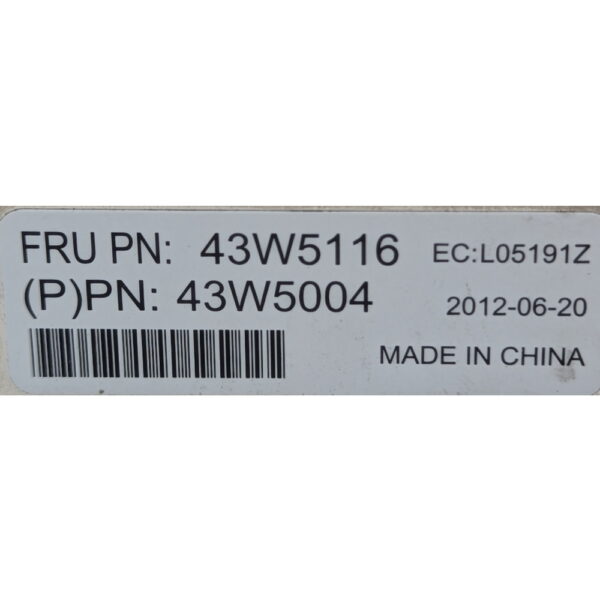 FRU PN: 43W5116 EC:L05191Z
(P)PN: 43W5004 2012-06-20
MADE IN CHINA